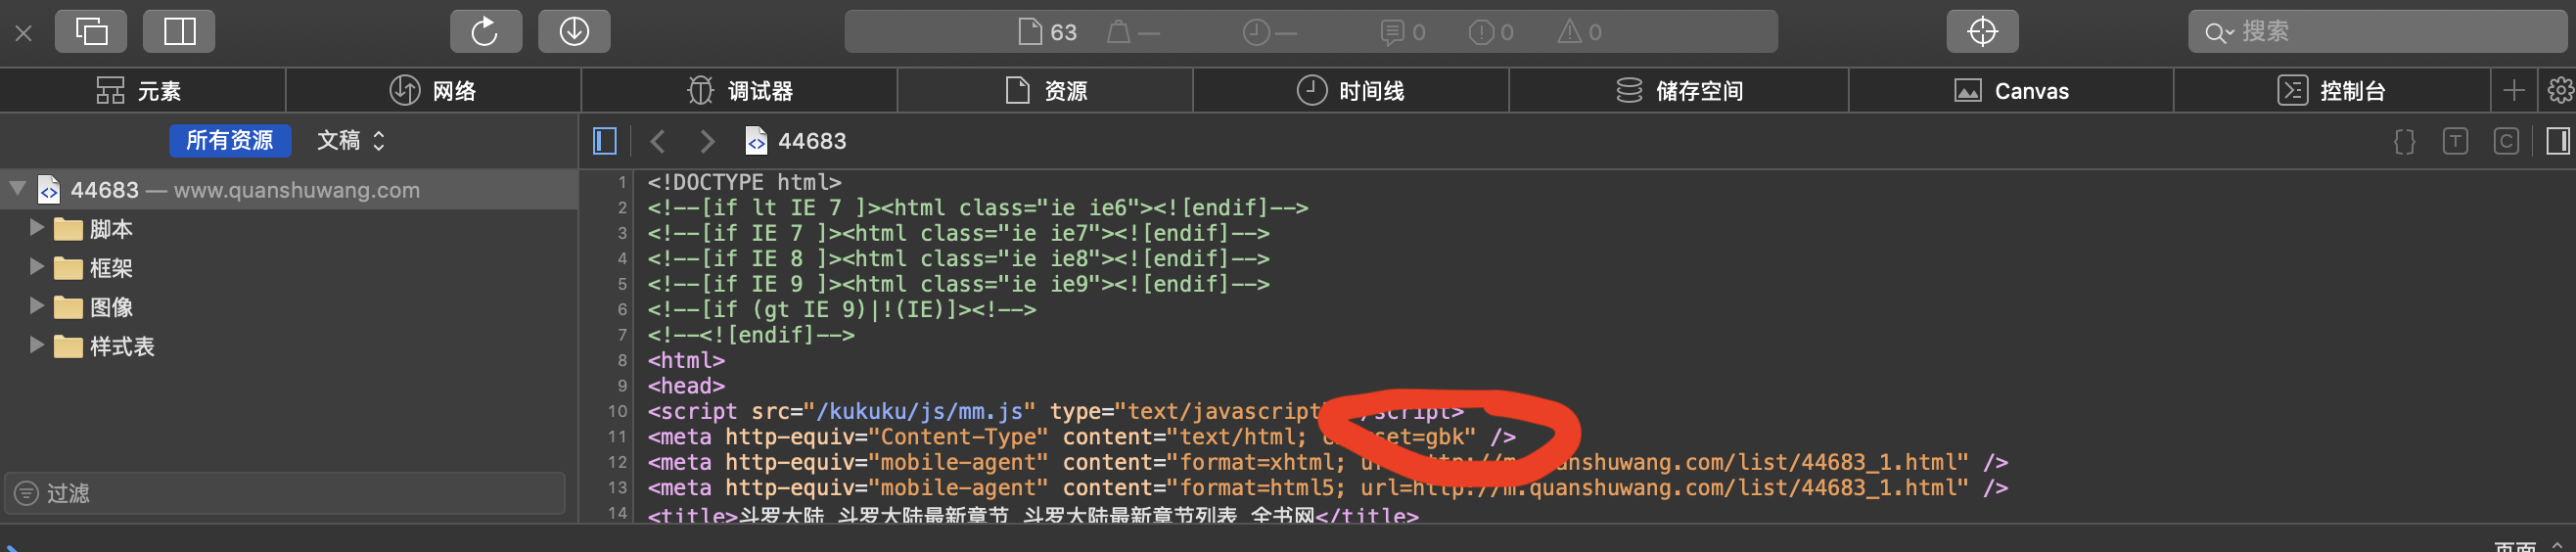 63 — — 0 0 0 搜索
元素 网络 调试器 资源 时间线 储存空间 Canvas 控制台
所有资源 文稿 44683
44683 — www.quanshuwang.com
脚本
框架
图像
样式表
过滤
1 <!DOCTYPE html>
2 <!--[if lt IE 7 ]><html class="ie ie6"><![endif]-->
3 <!--[if IE 7 ]><html class="ie ie7"><![endif]-->
4 <!--[if IE 8 ]><html class="ie ie8"><![endif]-->
5 <!--[if IE 9 ]><html class="ie ie9"><![endif]-->
6 <!--[if (gt IE 9)|!(IE)]><!-->
7 <!--<![endif]-->
8 <html>
9 <head>
10 <script src="/kukuku/js/mm.js" type="text/javascript /script>
11 <meta http-equiv="Content-Type" content="text/html; set=gbk" />
12 <meta http-equiv="mobile-agent" content="format=xhtml; url=http://m.quanshuwang.com/list/44683_1.html" />
13 <meta http-equiv="mobile-agent" content="format=html5; url=http://m.quanshuwang.com/list/44683_1.html" />
14 <title>斗罗大陆_斗罗大陆最新章节_斗罗大陆最新章节列表_全书网</title>
页面